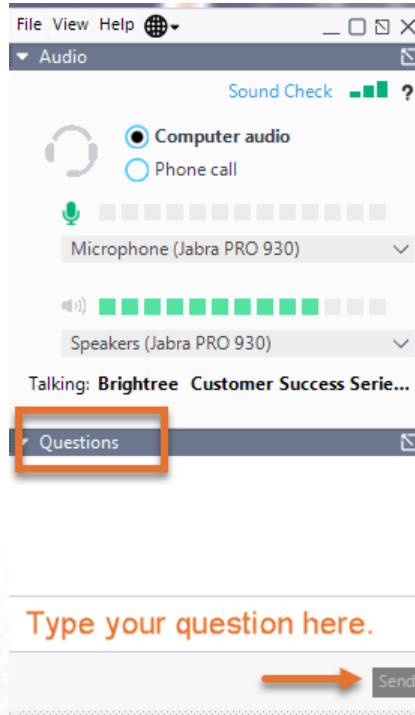 File View Help
Audio
Sound Check ?
Computer audio
Phone call
Microphone (Jabra PRO 930)
Speakers (Jabra PRO 930)
Talking: Brightree Customer Success Serie...
Questions
Type your question here.
Send